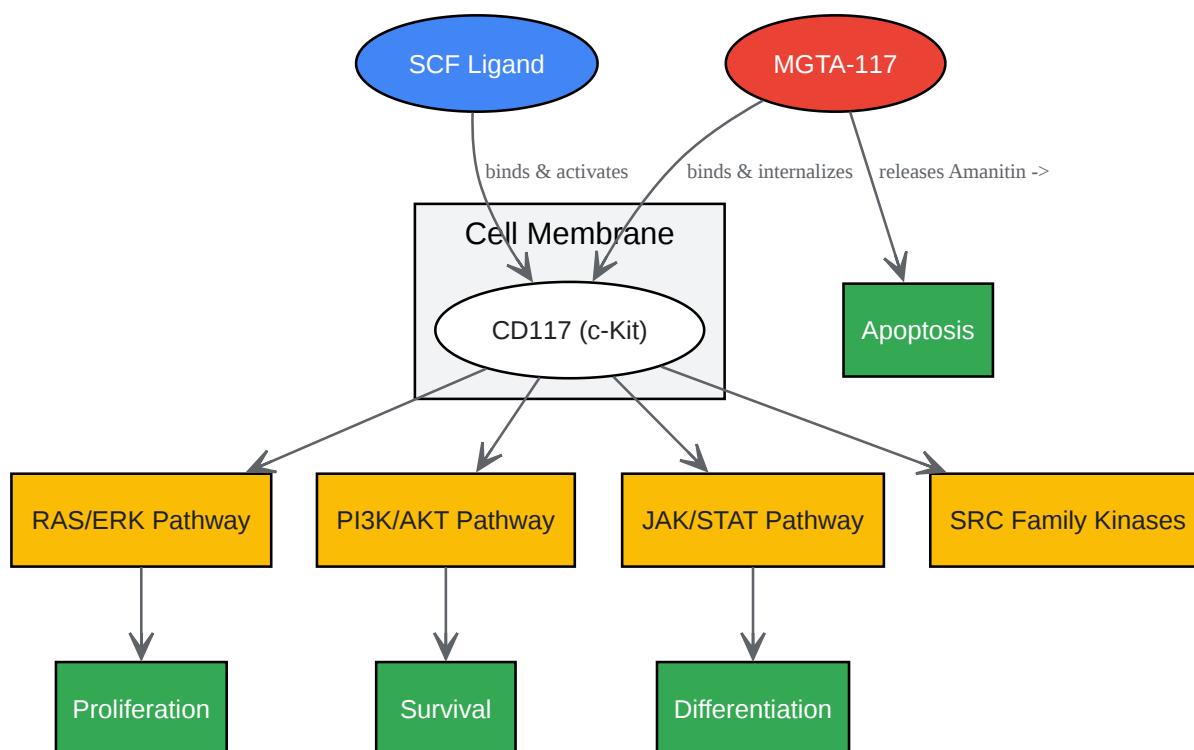 SCF Ligand
MGTA-117
binds & activates
binds & internalizes
releases Amanitin ->
Cell Membrane
CD117 (c-Kit)
Apoptosis
RAS/ERK Pathway
PI3K/AKT Pathway
JAK/STAT Pathway
SRC Family Kinases
Proliferation
Survival
Differentiation